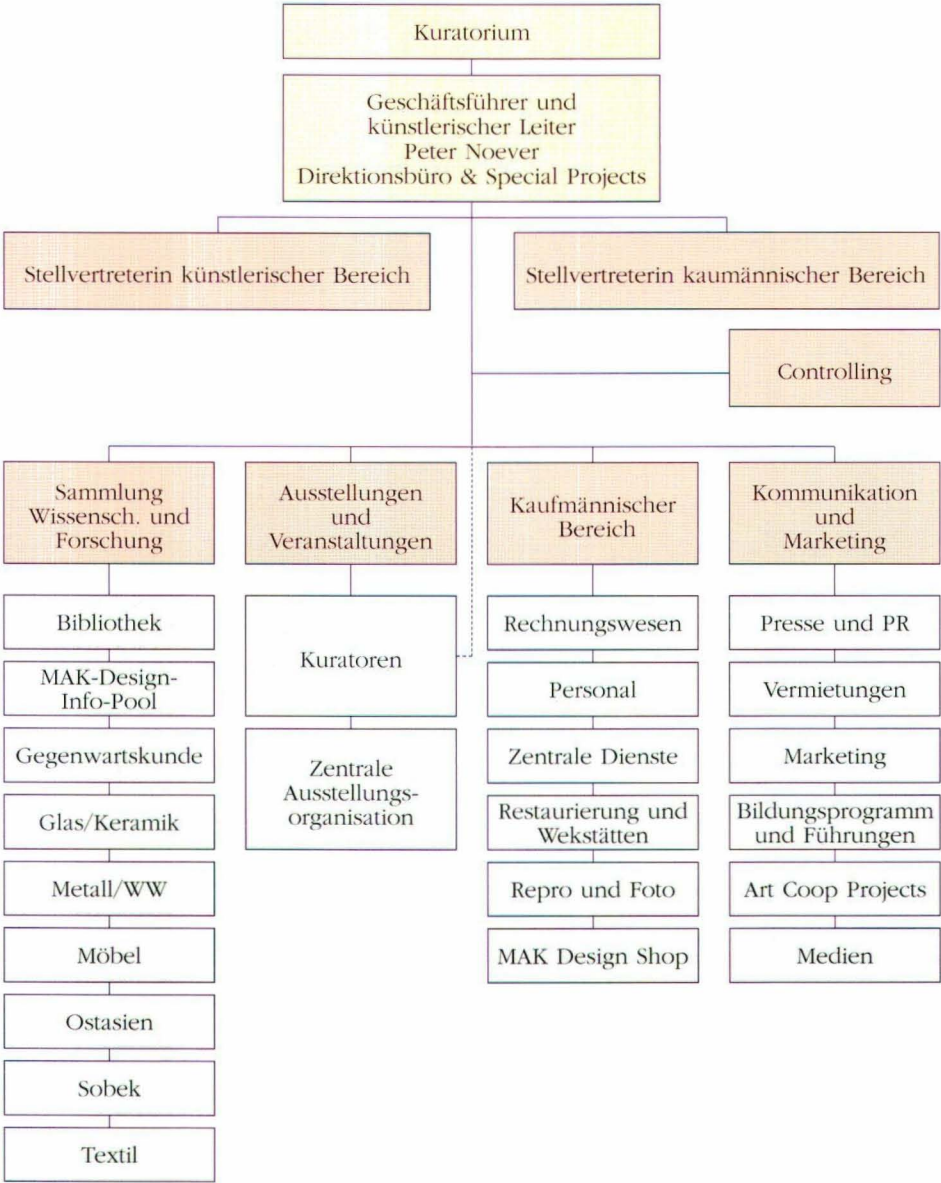 Kuratorium
Geschäftsführer und
künstlerischer Leiter
Peter Noever
Direktionsbüro & Special Projects
Stellvertreterin künstlerischer Bereich
Stellvertreterin kaumännischer Bereich
Controlling
Sammlung
Wissensch. und
Forschung
Bibliothek
MAK-Design-
Info-Pool
Gegenwartskunde
Glas/Keramik
Metall/WW
Möbel
Ostasien
Sobek
Textil
Ausstellungen
und
Veranstaltungen
Kuratoren
Zentrale
Ausstellungs-
organisation
Kaufmännischer
Bereich
Rechnungswesen
Personal
Zentrale Dienste
Restaurierung und
Wekstätten
Repro und Foto
MAK Design Shop
Kommunikation
und
Marketing
Presse und PR
Vermietungen
Marketing
Bildungsprogramm
und Führungen
Art Coop Projects
Medien